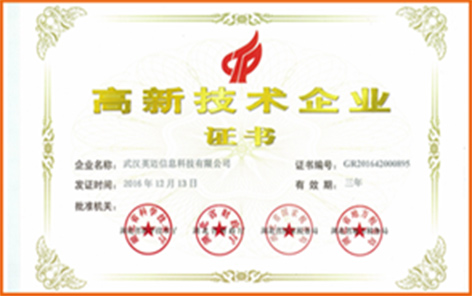 高新技术企业
证书
企业名称：武汉英迈信息科技有限公司 证书编号：GR201642000895
发证时间：2016年12月13日 有效期：三年
批准机关：